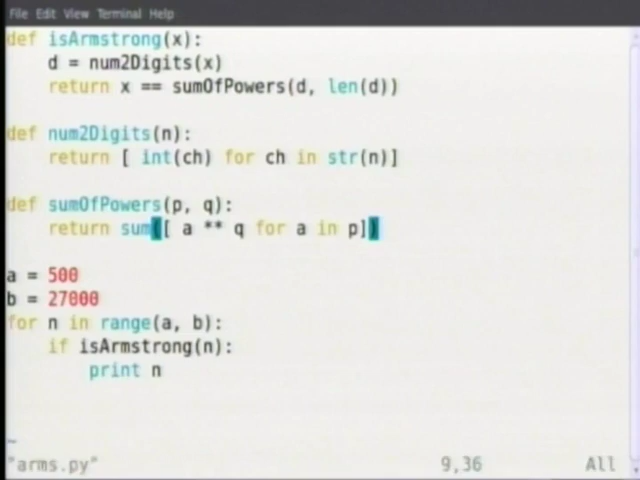 File Edit View Terminal Help
def isArmstrong(x):
    d = num2Digits(x)
    return x == sumOfPowers(d, len(d))
def num2Digits(n):
    return [ int(ch) for ch in str(n)]
def sumOfPowers(p, q):
    return sum([ a ** q for a in p])
a = 500
b = 27000
for n in range(a, b):
    if isArmstrong(n):
        print n
~
"arms.py" 9,36 All